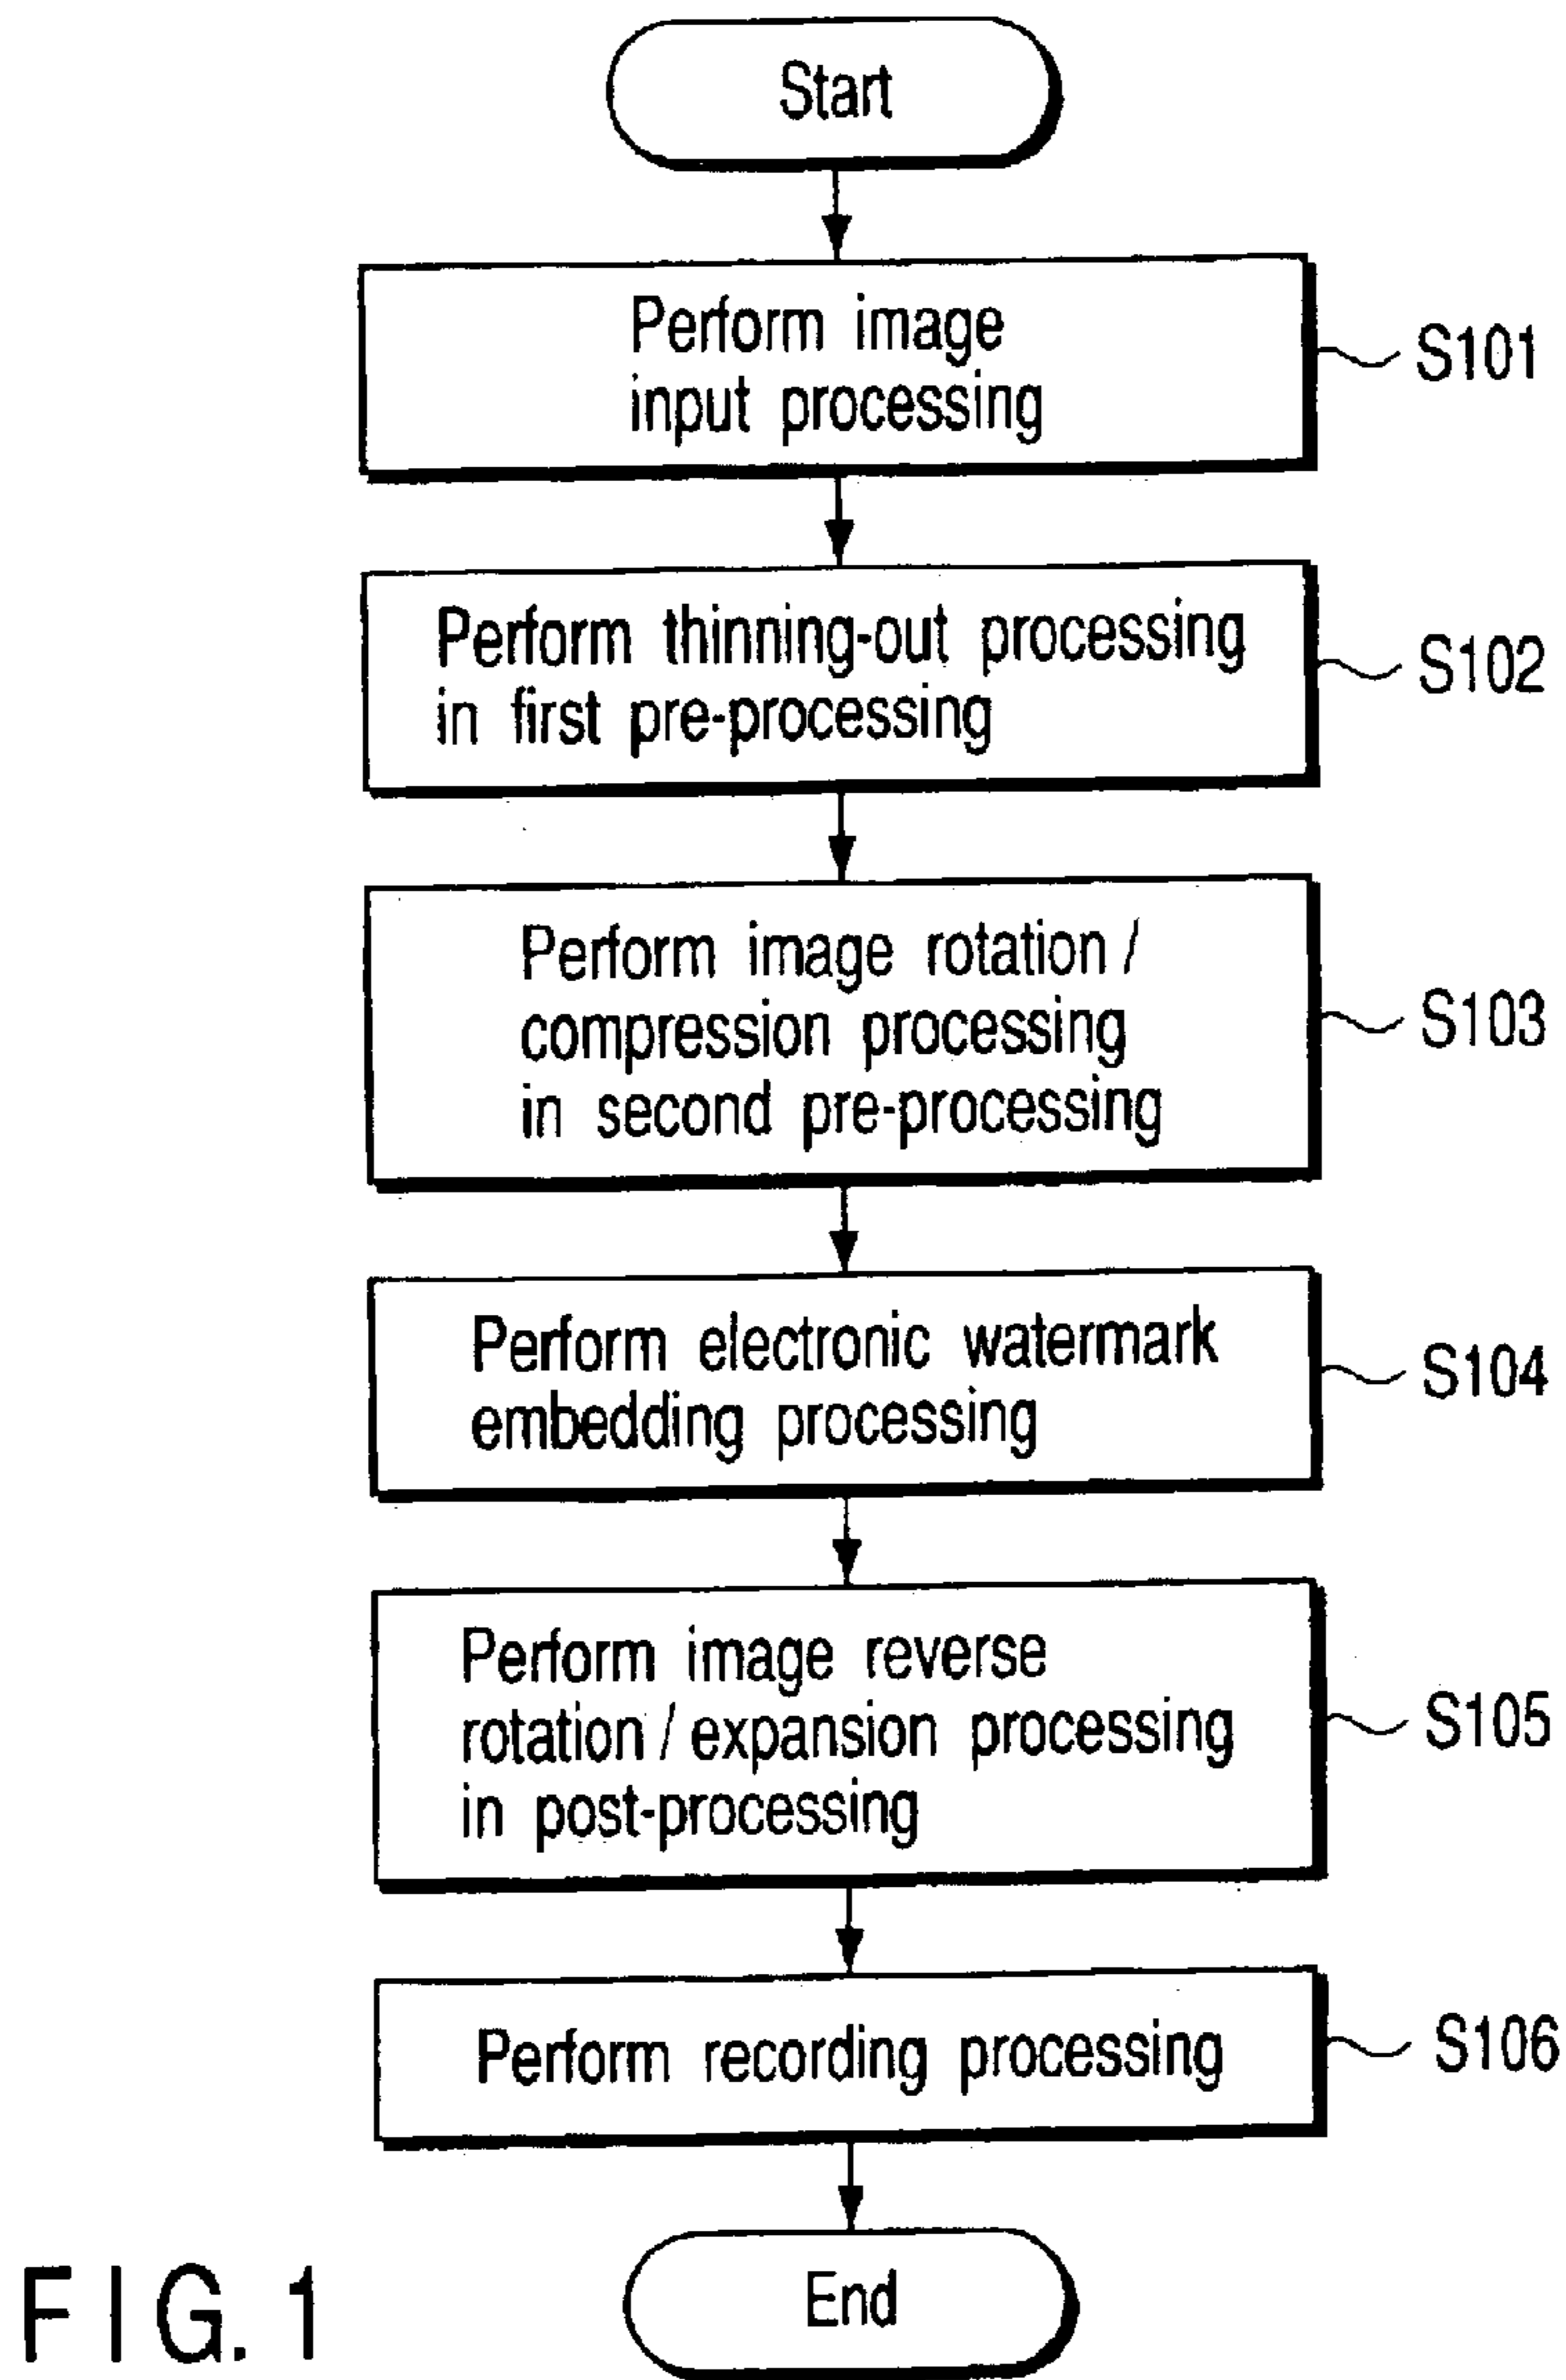 Start
Perform image
input processing
S101
Perform thinning-out processing
in first pre-processing
S102
Perform image rotation /
compression processing
in second pre-processing
S103
Perform electronic watermark
embedding processing
S104
Perform image reverse
rotation / expansion processing
in post-processing
S105
Perform recording processing
S106
End
FIG. 1